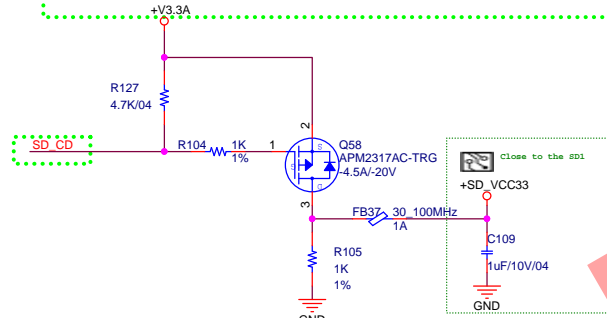 +V3.3A
R127
4.7K/04
SD_CD
R104
1K
1%
1
2
S
G
D
3
Q58
APM2317AC-TRG
-4.5A/-20V
Close to the SD1
+SD_VCC33
FB37
30_100MHz
1A
C109
1uF/10V/04
R105
1K
1%
GND
GND